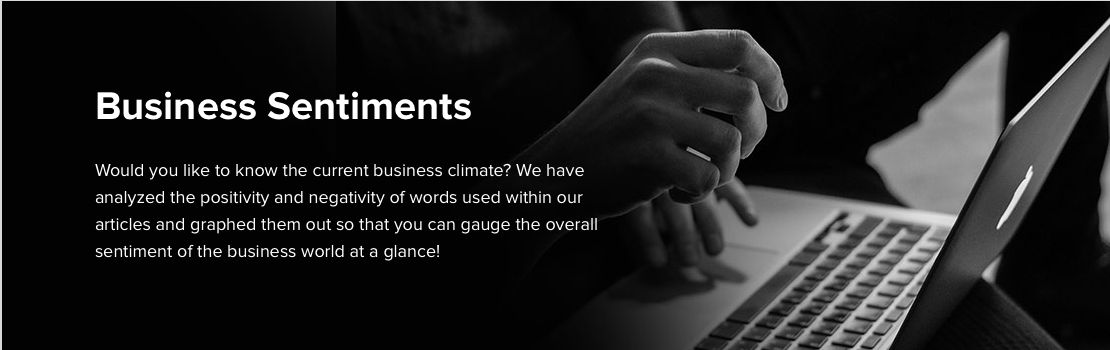 Business Sentiments
Would you like to know the current business climate? We have
analyzed the positivity and negativity of words used within our
articles and graphed them out so that you can gauge the overall
sentiment of the business world at a glance!